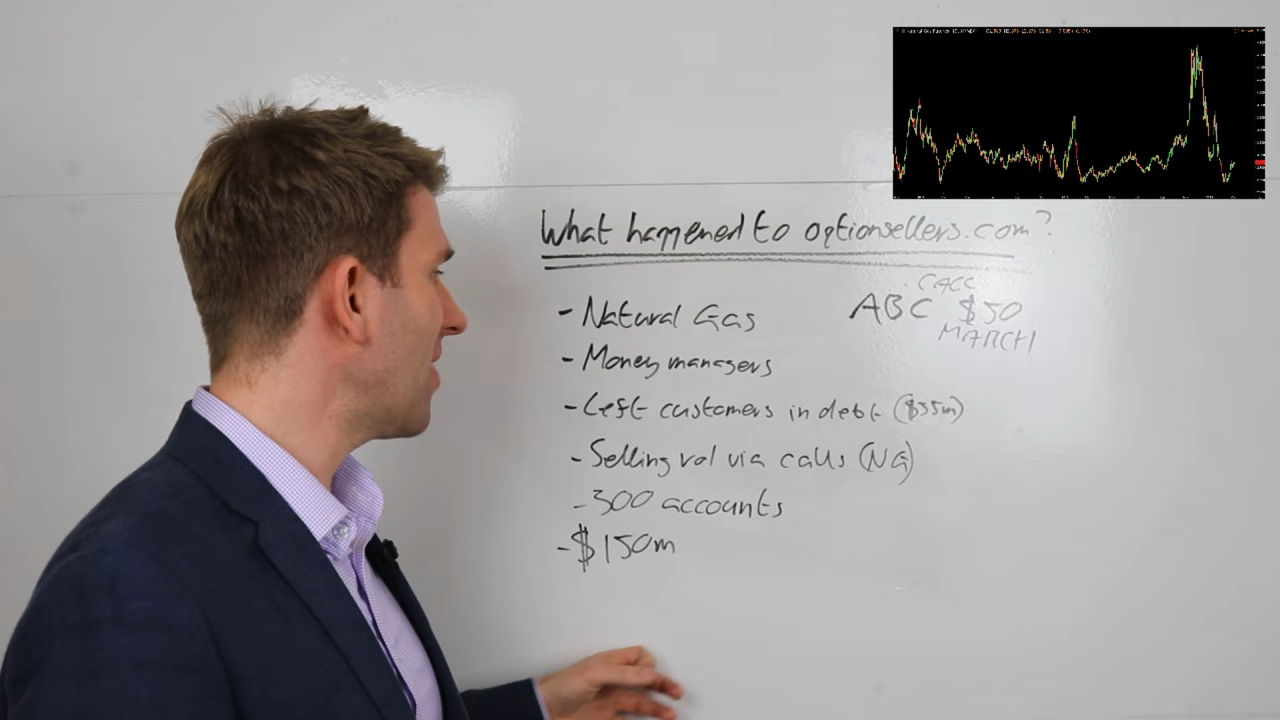 What happened to optionsellers.com?
- Natural Gas
CALL
ABC $50
MARCH
- Money managers
- Left customers in debt ($35m)
- Selling vol via calls (NG)
- 300 accounts
- $150m